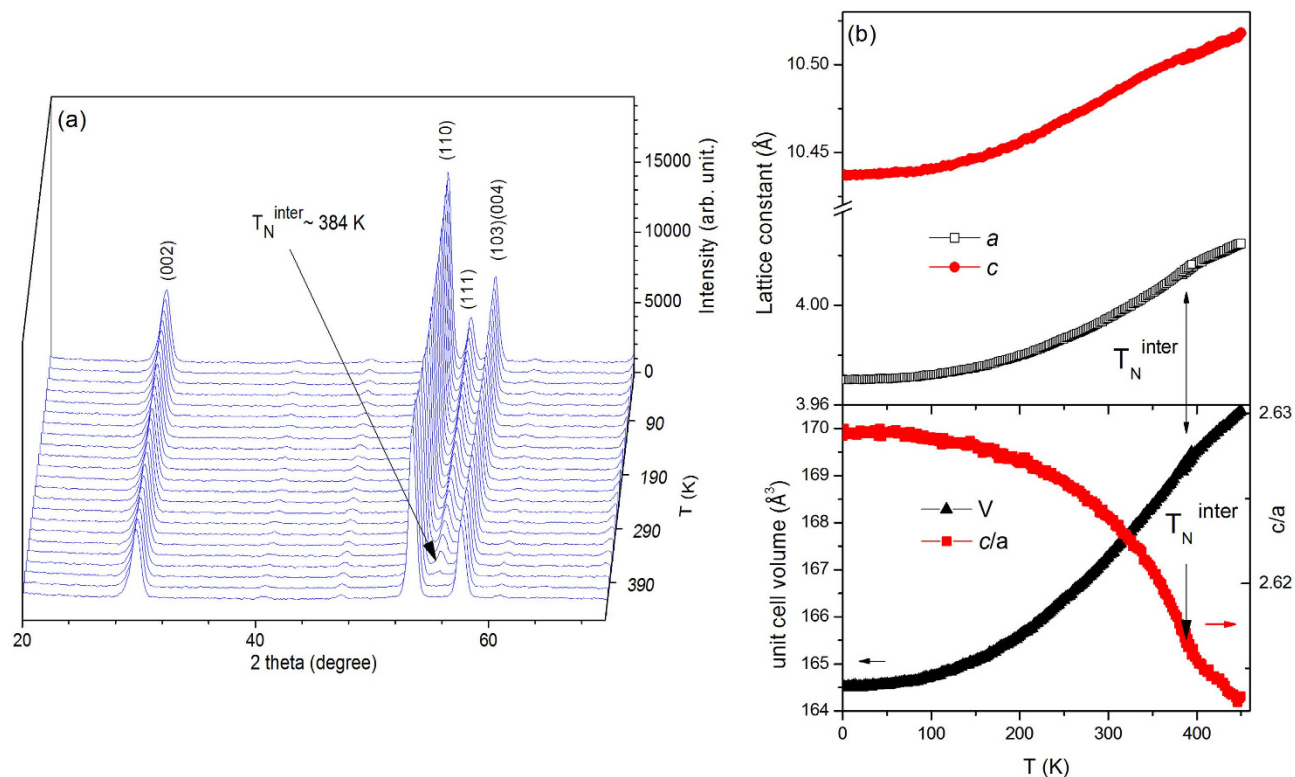 (a)
(110)
(103)(004)
(111)
(002)
T_N^inter ~ 384 K
15000
10000
5000
0
Intensity (arb. unit.)
0
90
190
290
390
T (K)
20
40
60
2 theta (degree)
(b)
10.50
10.45
4.00
3.96
Lattice constant (Å)
a
c
T_N^inter
170
169
168
167
166
165
164
unit cell volume (Å³)
V
c/a
T_N^inter
2.63
2.62
c/a
0
100
200
300
400
500
T (K)